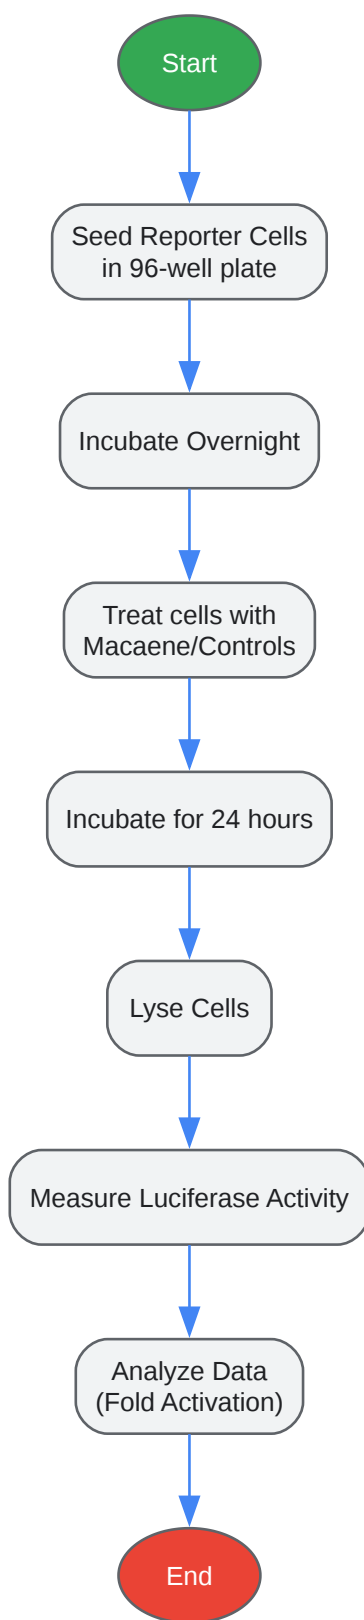 Start
Seed Reporter Cells
in 96-well plate
Incubate Overnight
Treat cells with
Macaene/Controls
Incubate for 24 hours
Lyse Cells
Measure Luciferase Activity
Analyze Data
(Fold Activation)
End